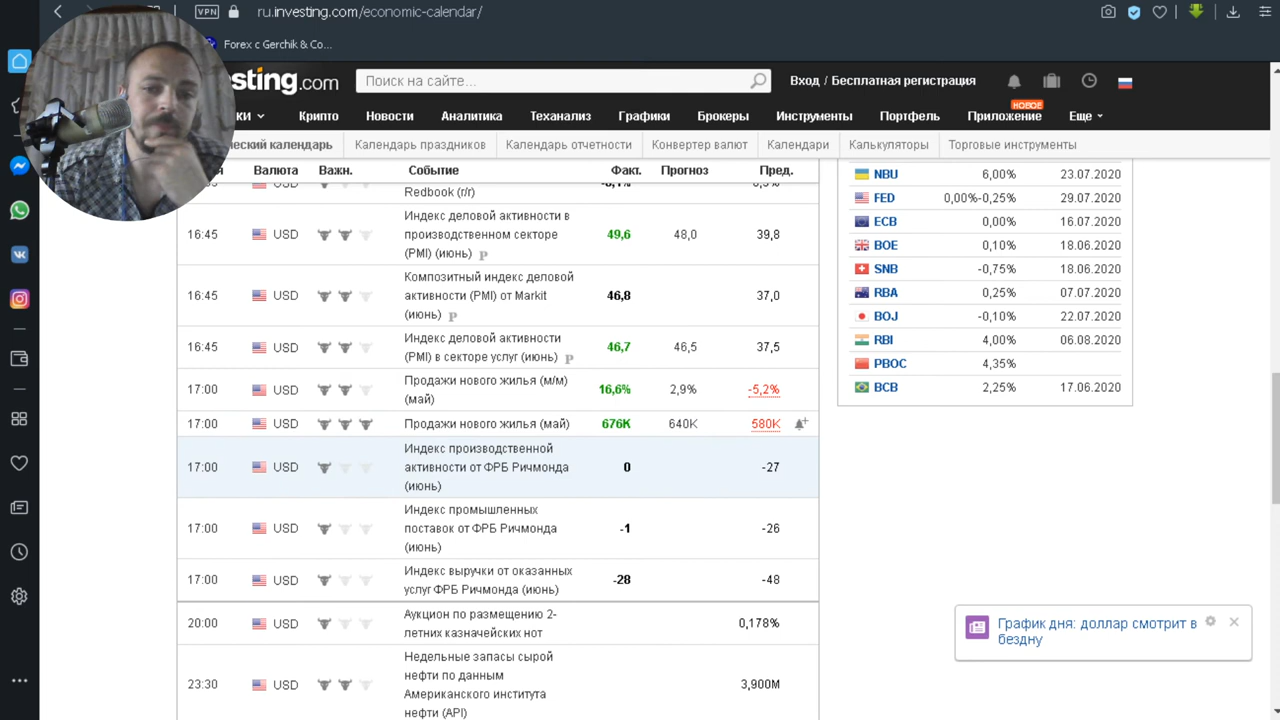 VPN
ru.investing.com/economic-calendar/
Forex с Gerchik & Co...
sting.com
Поиск на сайте...
Вход / Бесплатная регистрация
НОВОЕ
КИ
Крипто
Новости
Аналитика
Теханализ
Графики
Брокеры
Инструменты
Портфель
Приложение
Еще
ческий календарь
Календарь праздников
Календарь отчетности
Конвертер валют
Календари
Калькуляторы
Торговые инструменты
Валюта Важн. Событие Факт. Прогноз Пред.
Redbook (г/г)
Индекс деловой активности в
16:45 USD производственном секторе 49,6 48,0 39,8
(PMI) (июнь) P
Композитный индекс деловой
16:45 USD активности (PMI) от Markit 46,8 37,0
(июнь) P
Индекс деловой активности
16:45 USD 46,7 46,5 37,5
(PMI) в секторе услуг (июнь) P
Продажи нового жилья (м/м)
17:00 USD 16,6% 2,9% -5,2%
(май)
17:00 USD Продажи нового жилья (май) 676K 640K 580K
Индекс производственной
17:00 USD активности от ФРБ Ричмонда 0 -27
(июнь)
Индекс промышленных
17:00 USD поставок от ФРБ Ричмонда -1 -26
(июнь)
Индекс выручки от оказанных
17:00 USD -28 -48
услуг ФРБ Ричмонда (июнь)
Аукцион по размещению 2-
20:00 USD 0,178%
летних казначейских нот
Недельные запасы сырой
нефти по данным
23:30 USD 3,900M
Американского института
нефти (API)
NBU 6,00% 23.07.2020
FED 0,00%-0,25% 29.07.2020
ECB 0,00% 16.07.2020
BOE 0,10% 18.06.2020
SNB -0,75% 18.06.2020
RBA 0,25% 07.07.2020
BOJ -0,10% 22.07.2020
RBI 4,00% 06.08.2020
PBOC 4,35%
BCB 2,25% 17.06.2020
График дня: доллар смотрит в
бездну